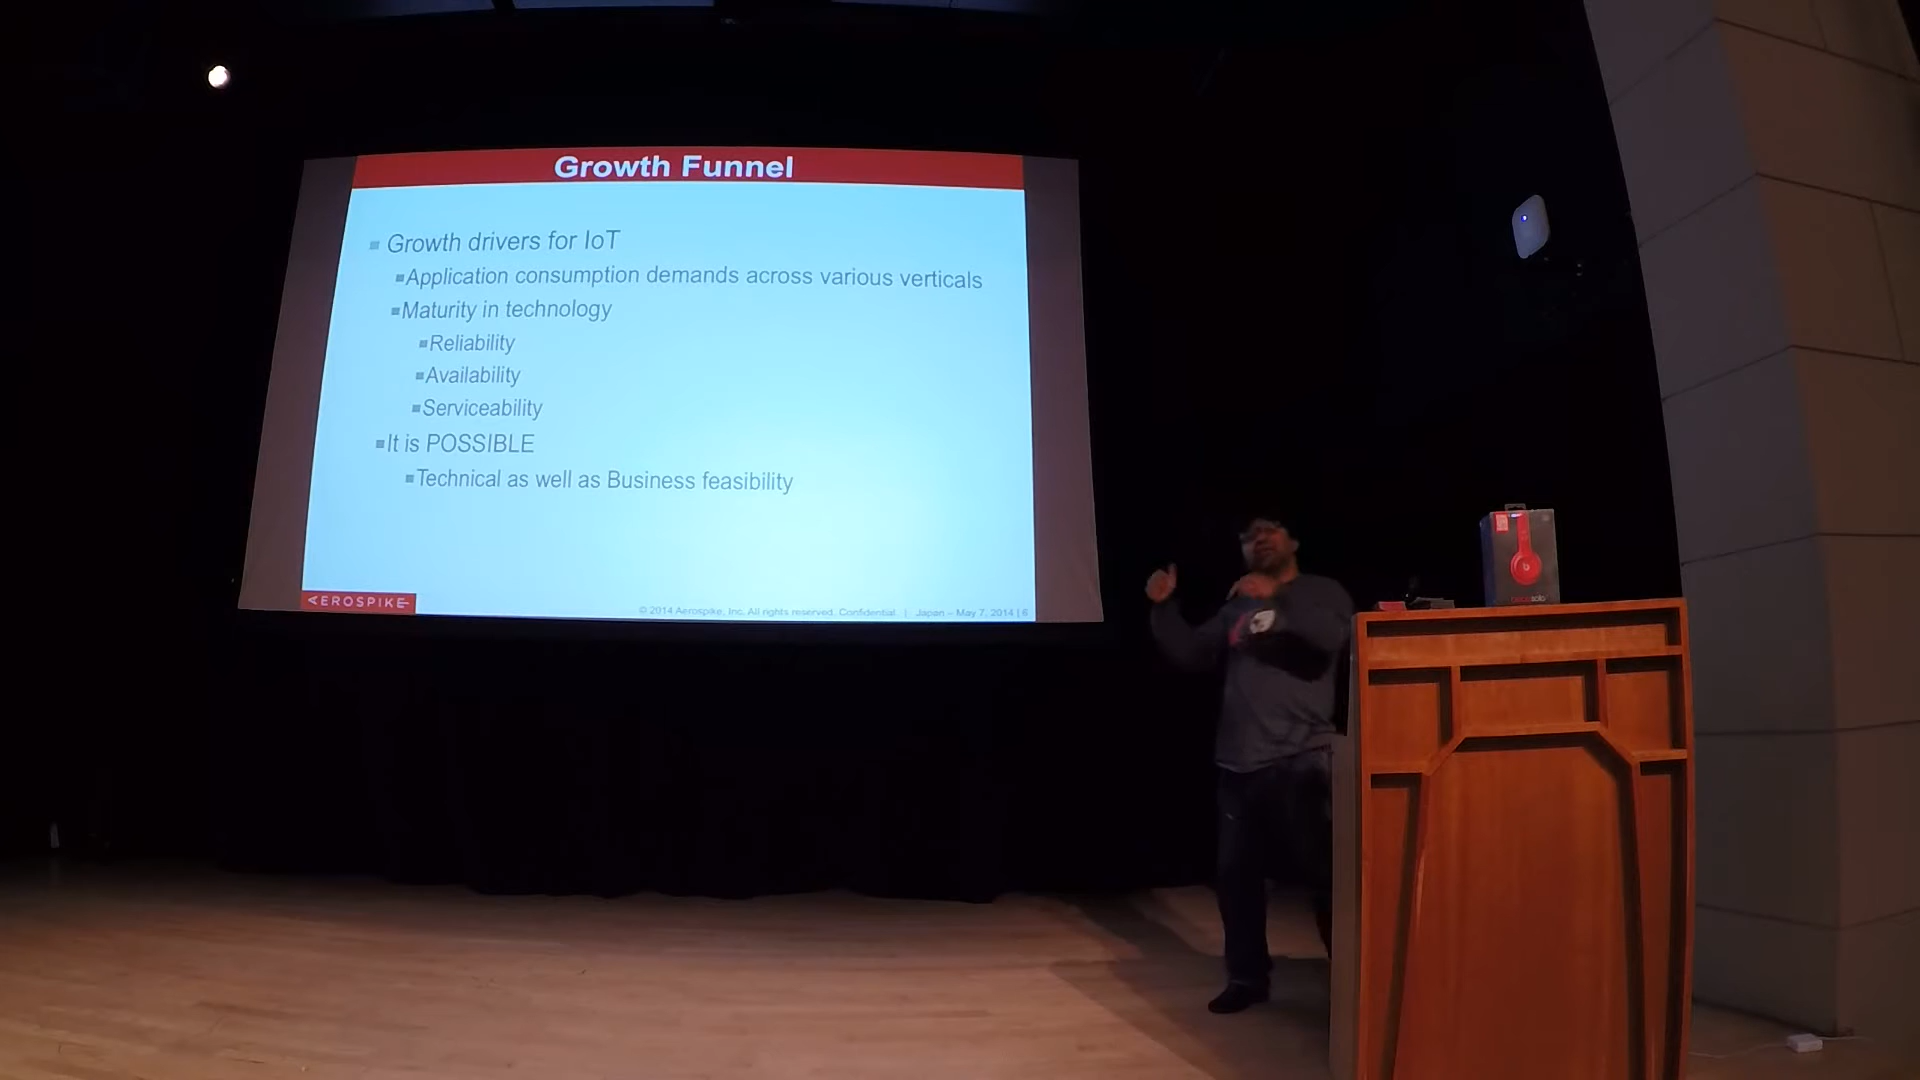 Growth Funnel
Growth drivers for IoT
Application consumption demands across various verticals
Maturity in technology
Reliability
Availability
Serviceability
It is POSSIBLE
Technical as well as Business feasibility
AEROSPIKE
© 2014 Aerospike, Inc. All rights reserved. Confidential. | Japan – May 7, 2014 | 6
solo